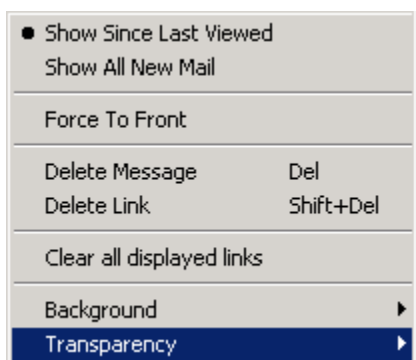 Show Since Last Viewed
Show All New Mail
Force To Front
Delete Message Del
Delete Link Shift+Del
Clear all displayed links
Background
Transparency